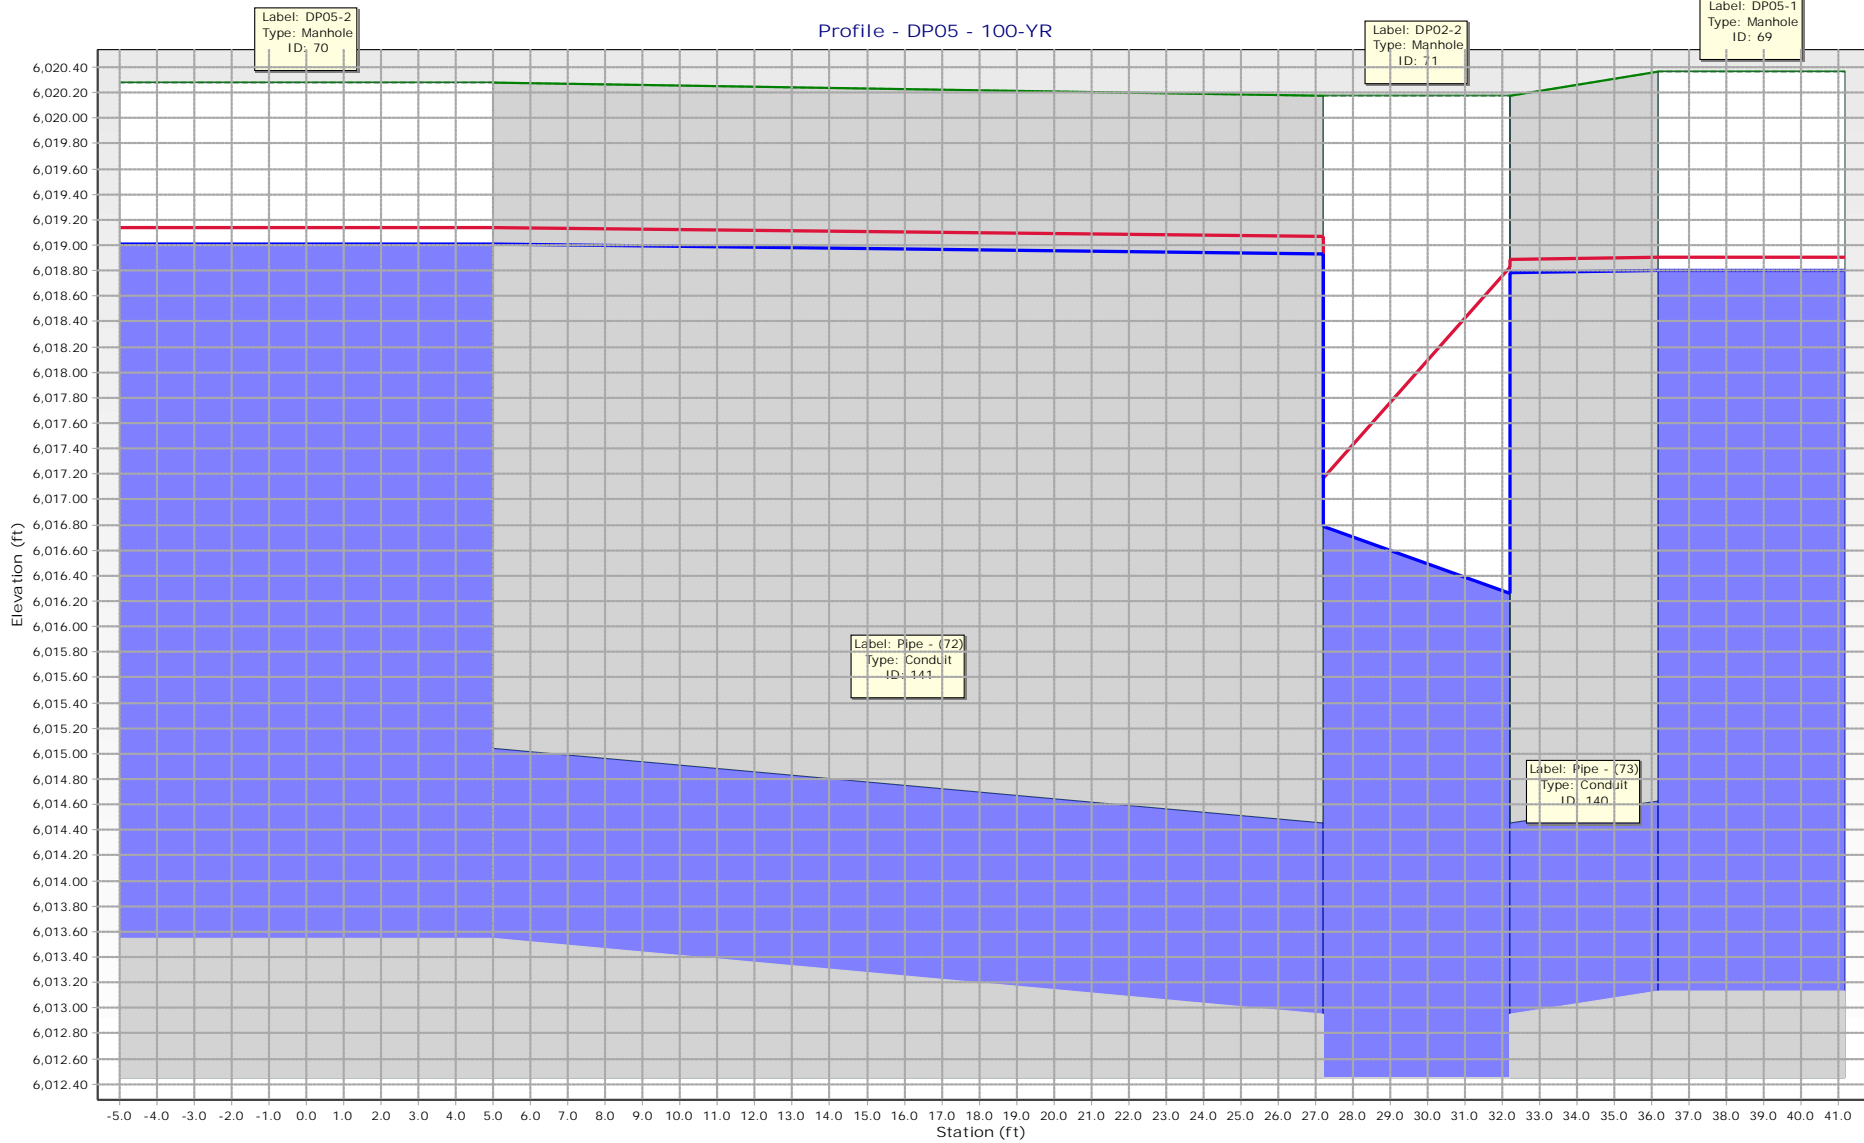 Profile - DP05 - 100-YR
Label: DP05-2
Type: Manhole
ID: 70
Label: DP02-2
Type: Manhole
ID: 71
Label: DP05-1
Type: Manhole
ID: 69
Label: Pipe - (72)
Type: Conduit
ID: 141
Label: Pipe - (73)
Type: Conduit
ID: 140
Elevation (ft)
6,020.40
6,020.20
6,020.00
6,019.80
6,019.60
6,019.40
6,019.20
6,019.00
6,018.80
6,018.60
6,018.40
6,018.20
6,018.00
6,017.80
6,017.60
6,017.40
6,017.20
6,017.00
6,016.80
6,016.60
6,016.40
6,016.20
6,016.00
6,015.80
6,015.60
6,015.40
6,015.20
6,015.00
6,014.80
6,014.60
6,014.40
6,014.20
6,014.00
6,013.80
6,013.60
6,013.40
6,013.20
6,013.00
6,012.80
6,012.60
6,012.40
-5.0 -4.0 -3.0 -2.0 -1.0 0.0 1.0 2.0 3.0 4.0 5.0 6.0 7.0 8.0 9.0 10.0 11.0 12.0 13.0 14.0 15.0 16.0 17.0 18.0 19.0 20.0 21.0 22.0 23.0 24.0 25.0 26.0 27.0 28.0 29.0 30.0 31.0 32.0 33.0 34.0 35.0 36.0 37.0 38.0 39.0 40.0 41.0
Station (ft)